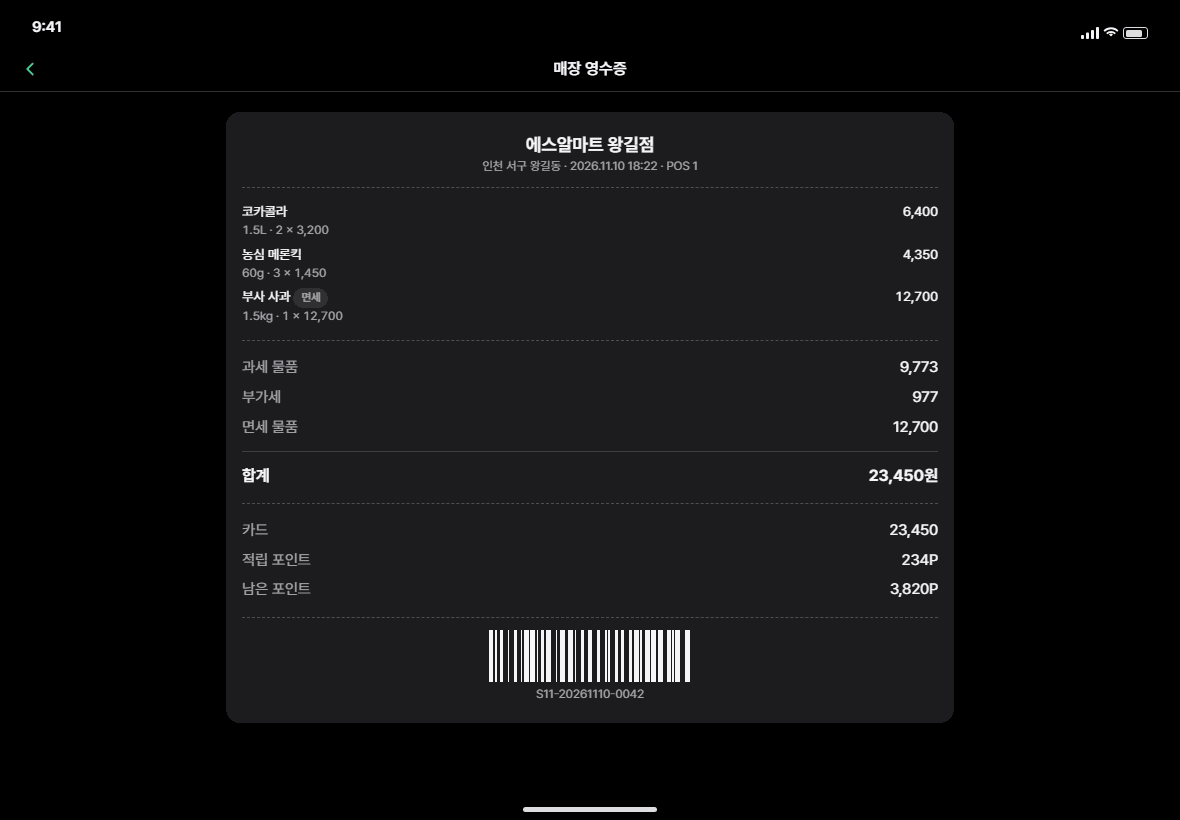 9:41
매장 영수증
에스알마트 왕길점
인천 서구 왕길동 · 2026.11.10 18:22 · POS 1
코카콜라 6,400
1.5L · 2 × 3,200
농심 메론킥 4,350
60g · 3 × 1,450
부사 사과 면세 12,700
1.5kg · 1 × 12,700
과세 물품 9,773
부가세 977
면세 물품 12,700
합계 23,450원
카드 23,450
적립 포인트 234P
남은 포인트 3,820P
S11-20261110-0042